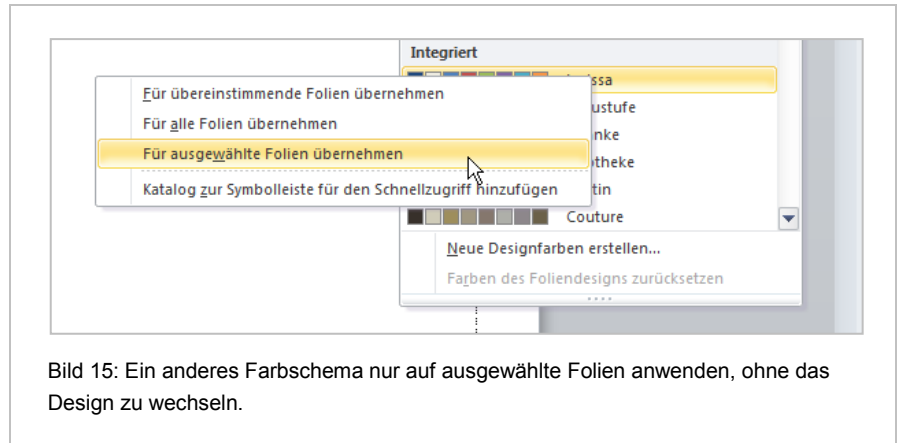 Integriert
Für übereinstimmende Folien übernehmen
Für alle Folien übernehmen
Für ausgewählte Folien übernehmen
Katalog zur Symbolleiste für den Schnellzugriff hinzufügen
Couture
Neue Designfarben erstellen...
Farben des Foliendesigns zurücksetzen
Bild 15: Ein anderes Farbschema nur auf ausgewählte Folien anwenden, ohne das
Design zu wechseln.